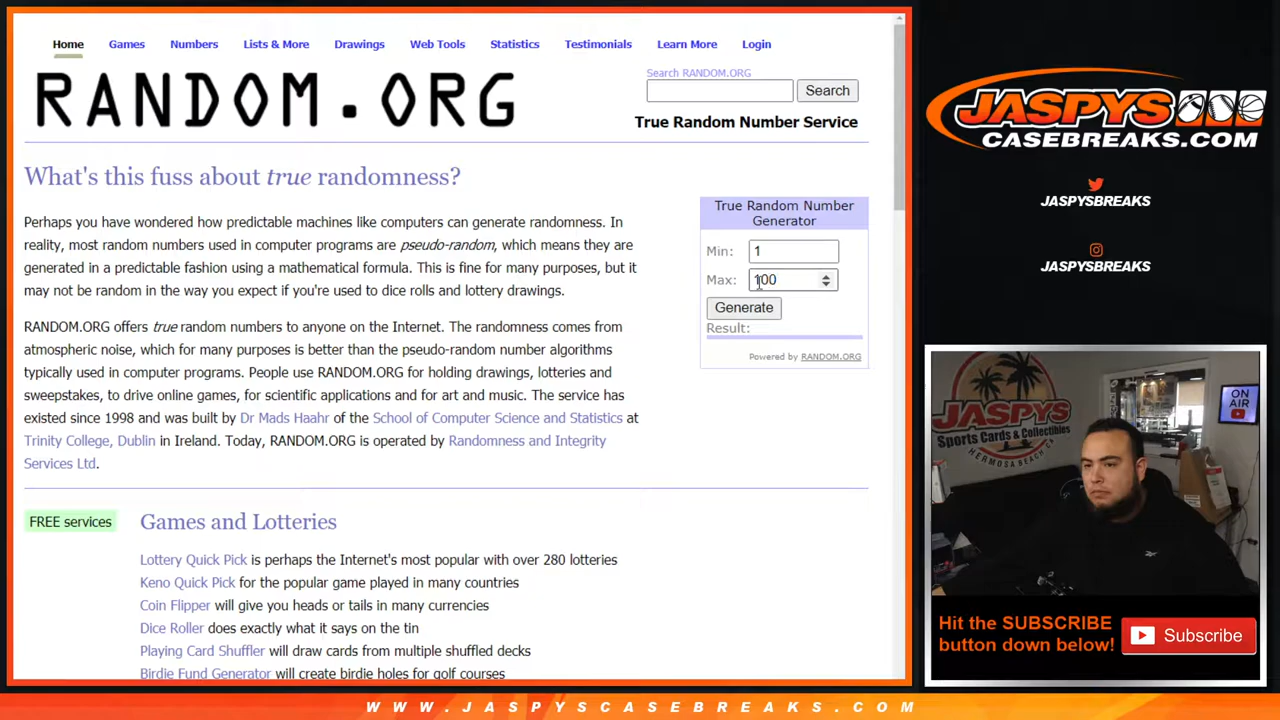 Home Games Numbers Lists & More Drawings Web Tools Statistics Testimonials Learn More Login
RANDOM.ORG
Search RANDOM.ORG
Search
True Random Number Service
What's this fuss about true randomness?
Perhaps you have wondered how predictable machines like computers can generate randomness. In
reality, most random numbers used in computer programs are pseudo-random, which means they are
generated in a predictable fashion using a mathematical formula. This is fine for many purposes, but it
may not be random in the way you expect if you're used to dice rolls and lottery drawings.
RANDOM.ORG offers true random numbers to anyone on the Internet. The randomness comes from
atmospheric noise, which for many purposes is better than the pseudo-random number algorithms
typically used in computer programs. People use RANDOM.ORG for holding drawings, lotteries and
sweepstakes, to drive online games, for scientific applications and for art and music. The service has
existed since 1998 and was built by Dr Mads Haahr of the School of Computer Science and Statistics at
Trinity College, Dublin in Ireland. Today, RANDOM.ORG is operated by Randomness and Integrity
Services Ltd.
True Random Number
Generator
Min: 1
Max: 100
Generate
Result:
Powered by RANDOM.ORG
FREE services
Games and Lotteries
Lottery Quick Pick is perhaps the Internet's most popular with over 280 lotteries
Keno Quick Pick for the popular game played in many countries
Coin Flipper will give you heads or tails in many currencies
Dice Roller does exactly what it says on the tin
Playing Card Shuffler will draw cards from multiple shuffled decks
Birdie Fund Generator will create birdie holes for golf courses
JASPYS
CASEBREAKS.COM
JASPYSBREAKS
JASPYSBREAKS
JASPYS
Sports Cards & Collectibles
HERMOSA BEACH, CA
ON
AIR
Hit the SUBSCRIBE
button down below!
Subscribe
WWW.JASPYSCASEBREAKS.COM